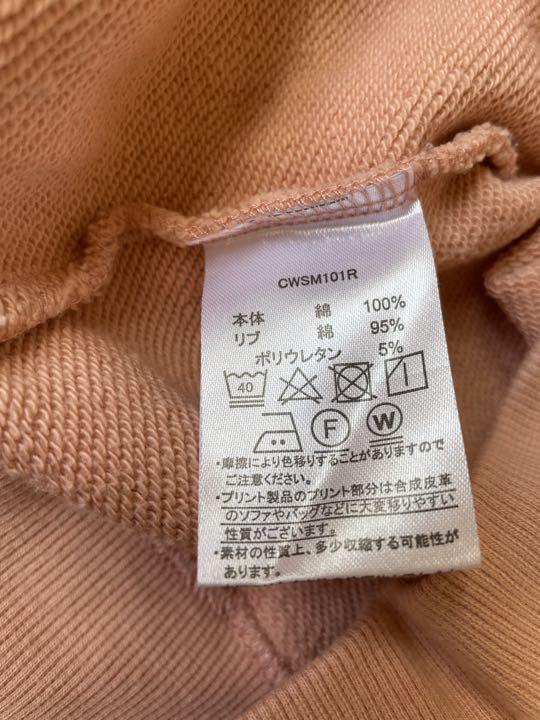 CWSM101R
本体 綿 100%
リブ 綿 95%
ポリウレタン 5%
40
F W
・摩擦により色移りすることがありますので
ご注意ください。
・プリント製品のプリント部分は合成皮革
のソファやバッグなどに大変移りやすい
性質がございます。
・素材の性質上、多少収縮する可能性が
あります。